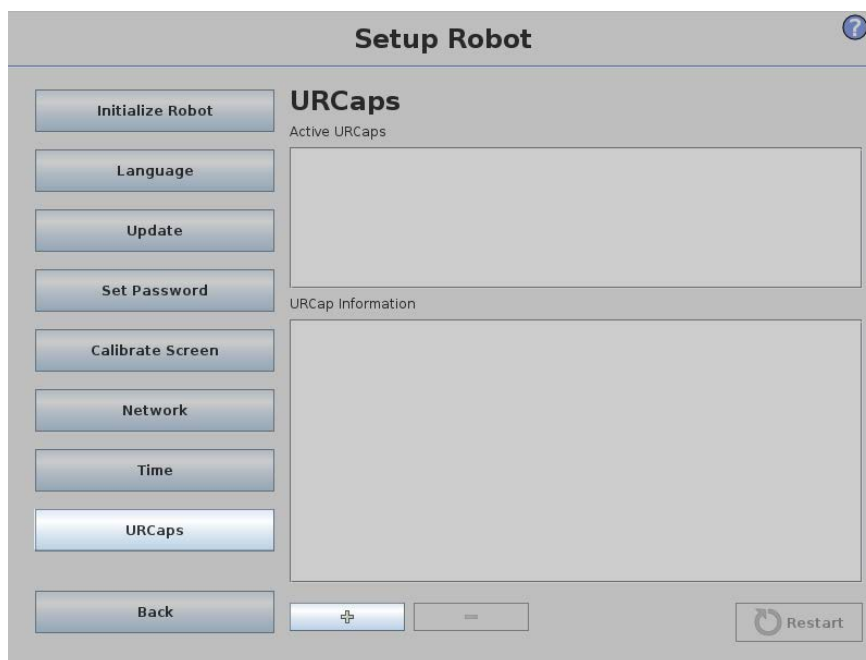 Setup Robot
?
Initialize Robot
Language
Update
Set Password
Calibrate Screen
Network
Time
URCaps
Back
URCaps
Active URCaps
URCap Information
+
-
Restart